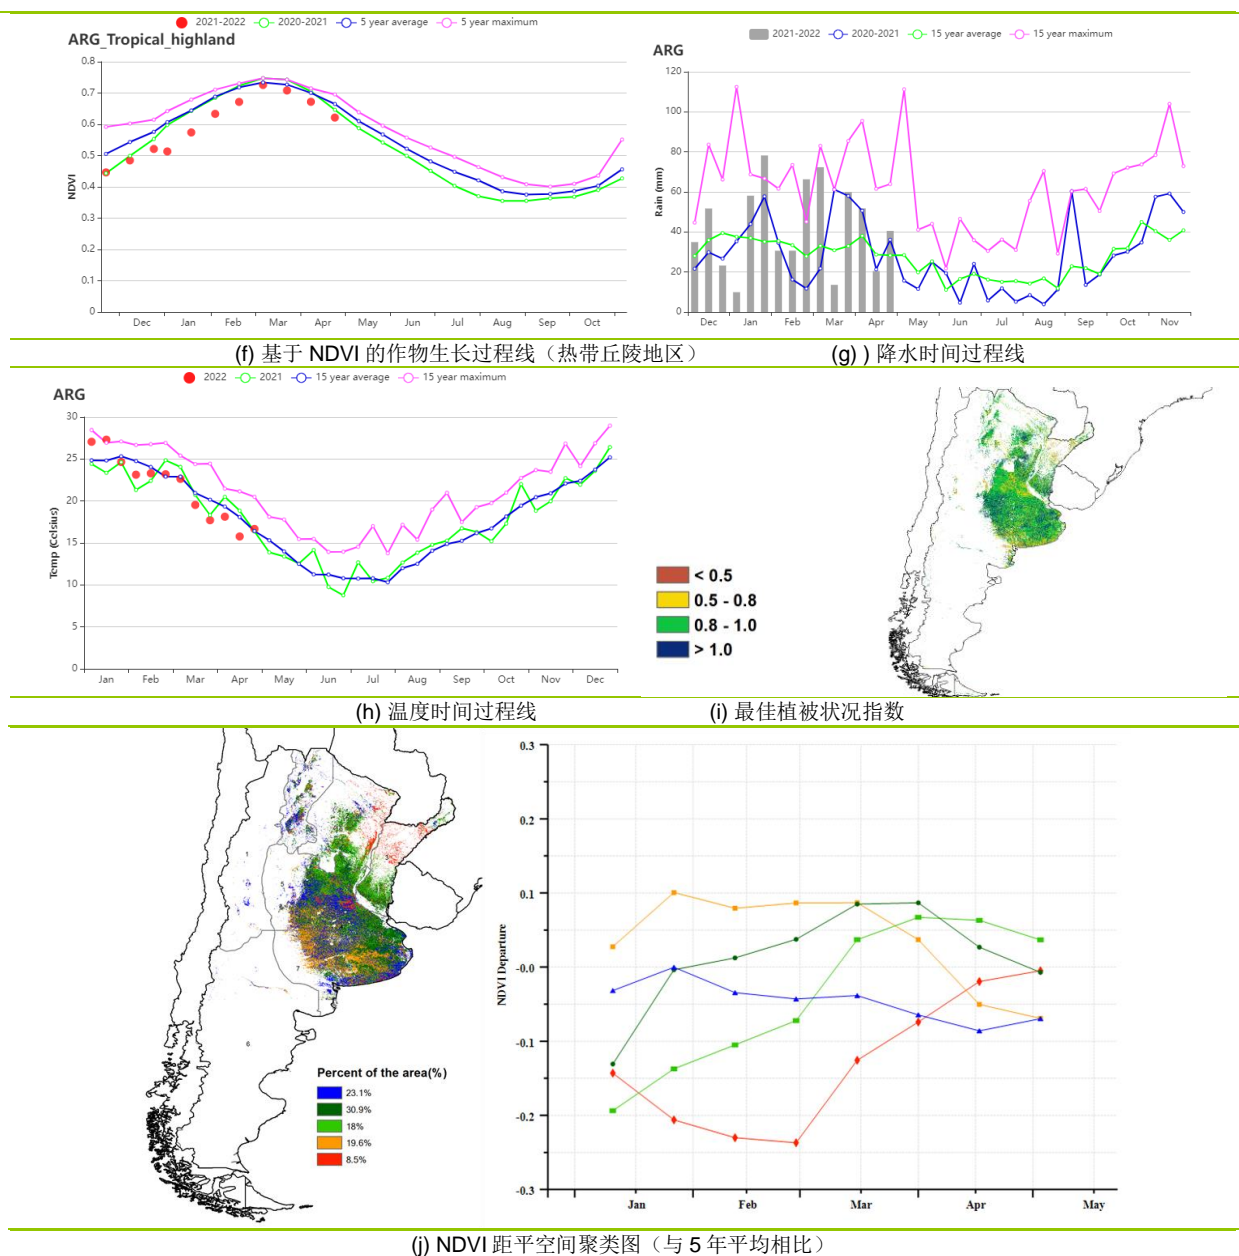 2021-2022 2020-2021 5 year average 5 year maximum
ARG_Tropical_highland
0.8
0.7
0.6
0.5
0.4
0.3
0.2
0.1
0
NDVI
Dec Jan Feb Mar Apr May Jun Jul Aug Sep Oct
2021-2022 2020-2021 15 year average 15 year maximum
ARG
120
100
80
60
40
20
0
Rain (mm)
Dec Jan Feb Mar Apr May Jun Jul Aug Sep Oct Nov
(f) 基于 NDVI 的作物生长过程线（热带丘陵地区）
(g) ) 降水时间过程线
2022 2021 15 year average 15 year maximum
ARG
30
25
20
15
10
5
0
Temp (Celsius)
Jan Feb Mar Apr May Jun Jul Aug Sep Oct Nov Dec
< 0.5
0.5 - 0.8
0.8 - 1.0
> 1.0
(h) 温度时间过程线
(i) 最佳植被状况指数
1
5
7
6
Percent of the area(%)
23.1%
30.9%
18%
19.6%
8.5%
0.3
0.2
0.1
-0.0
-0.1
-0.2
-0.3
NDVI Departure
Jan Feb Mar Apr May
(j) NDVI 距平空间聚类图（与 5 年平均相比）